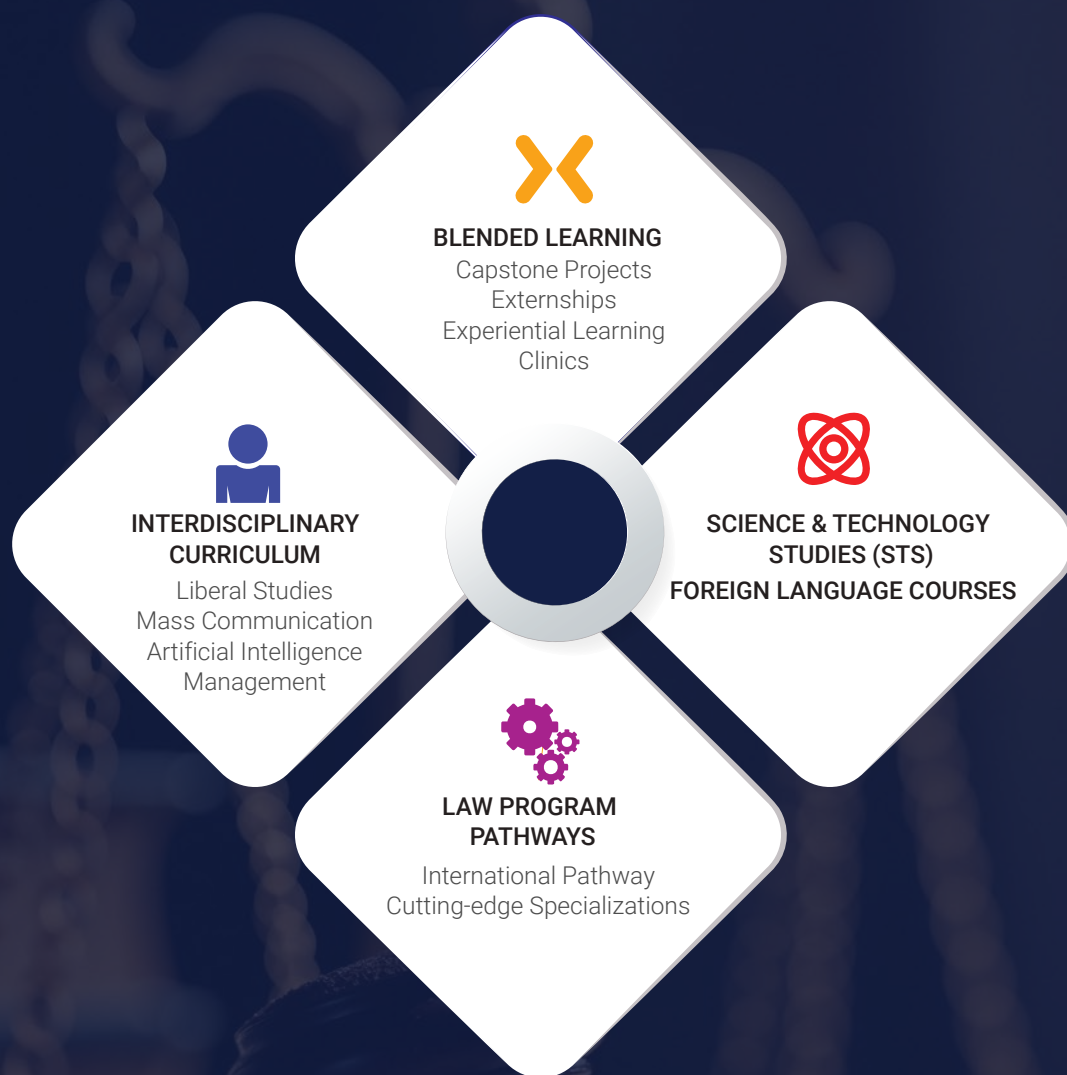 BLENDED LEARNING
Capstone Projects
Externships
Experiential Learning
Clinics
INTERDISCIPLINARY
CURRICULUM
Liberal Studies
Mass Communication
Artificial Intelligence
Management
SCIENCE & TECHNOLOGY
STUDIES (STS)
FOREIGN LANGUAGE COURSES
LAW PROGRAM
PATHWAYS
International Pathway
Cutting-edge Specializations